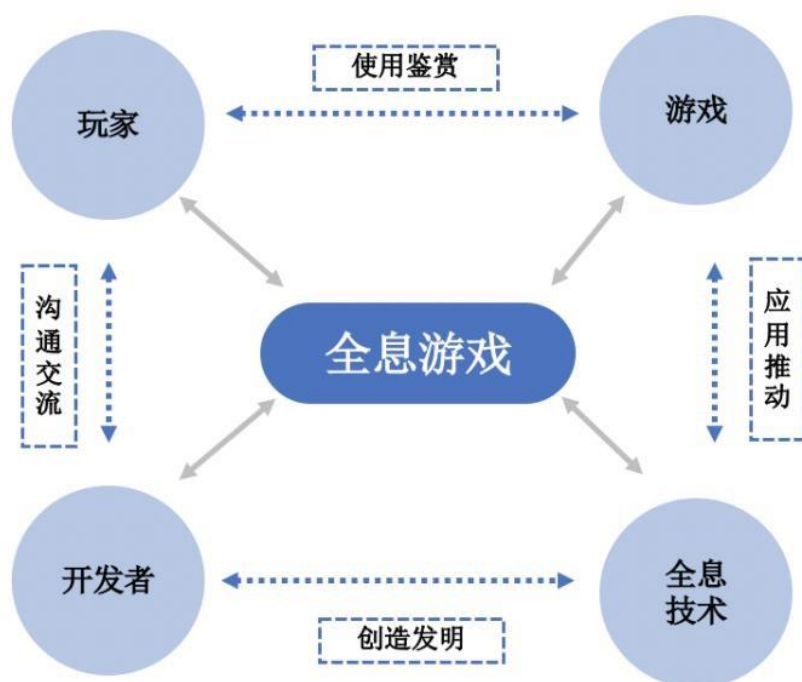 使用鉴赏
玩家
游戏
沟通交流
应用推动
全息游戏
开发者
全息
技术
创造发明